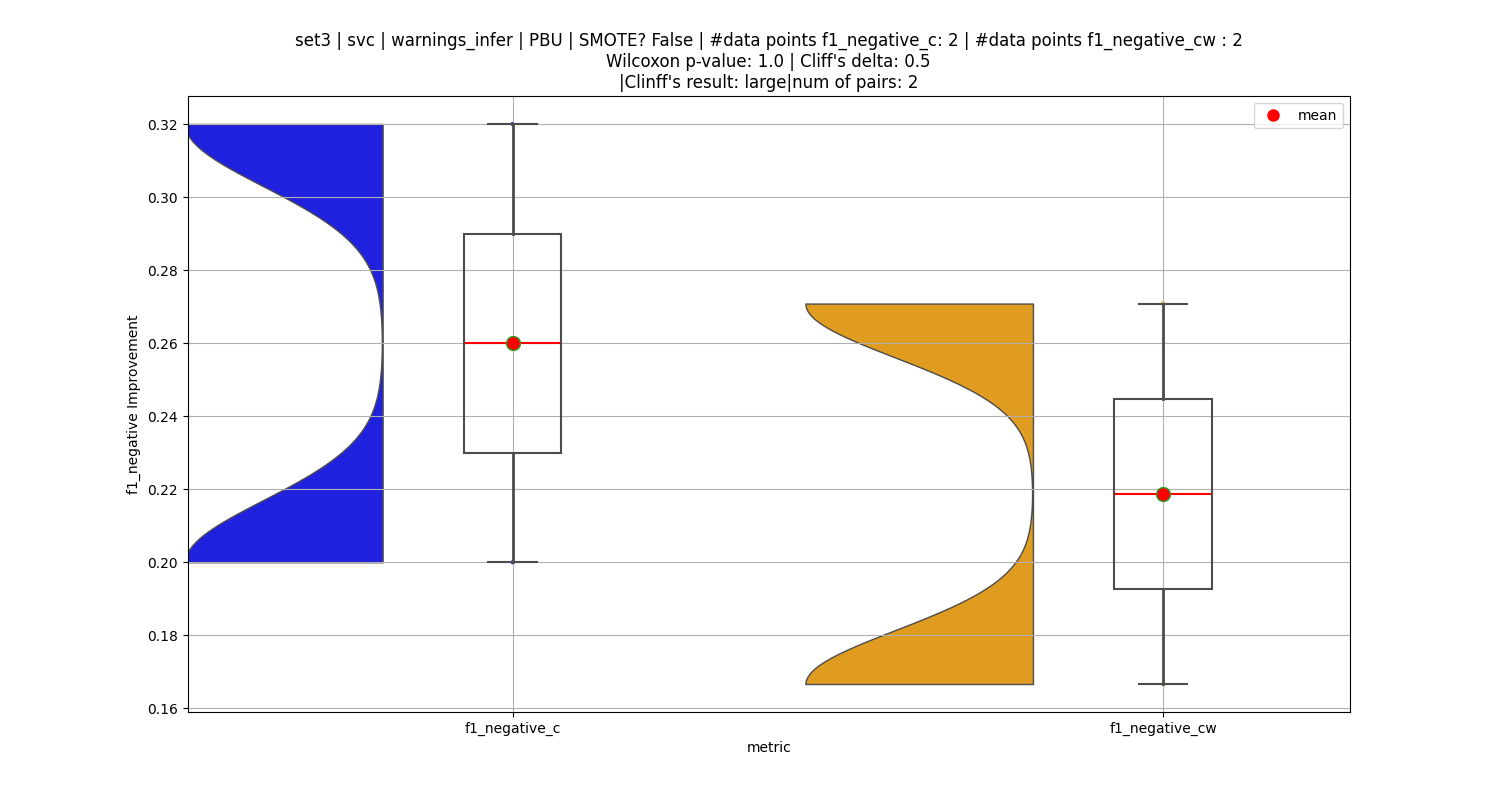 set3 | svc | warnings_infer | PBU | SMOTE? False | #data points f1_negative_c: 2 | #data points f1_negative_cw : 2
Wilcoxon p-value: 1.0 | Cliff's delta: 0.5
|Clinff's result: large|num of pairs: 2
mean
0.32
0.30
0.28
0.26
0.24
0.22
0.20
0.18
0.16
f1_negative Improvement
f1_negative_c
f1_negative_cw
metric